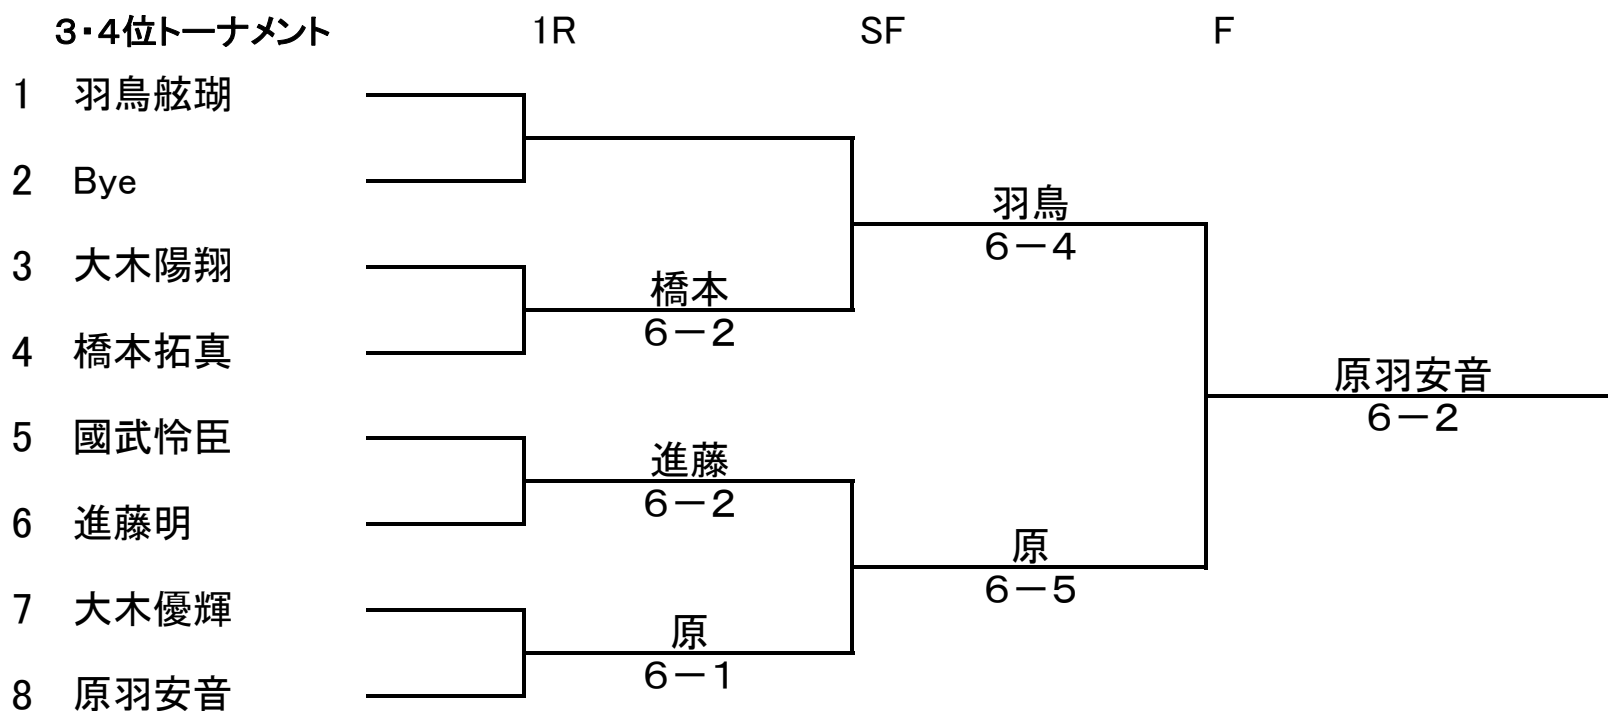 3・4位トーナメント 1R SF F
1 羽鳥舷瑚
2 Bye
羽鳥
6－4
3 大木陽翔
橋本
6－2
4 橋本拓真
原羽安音
6－2
5 國武怜臣
進藤
6－2
6 進藤明
原
6－5
7 大木優輝
原
6－1
8 原羽安音